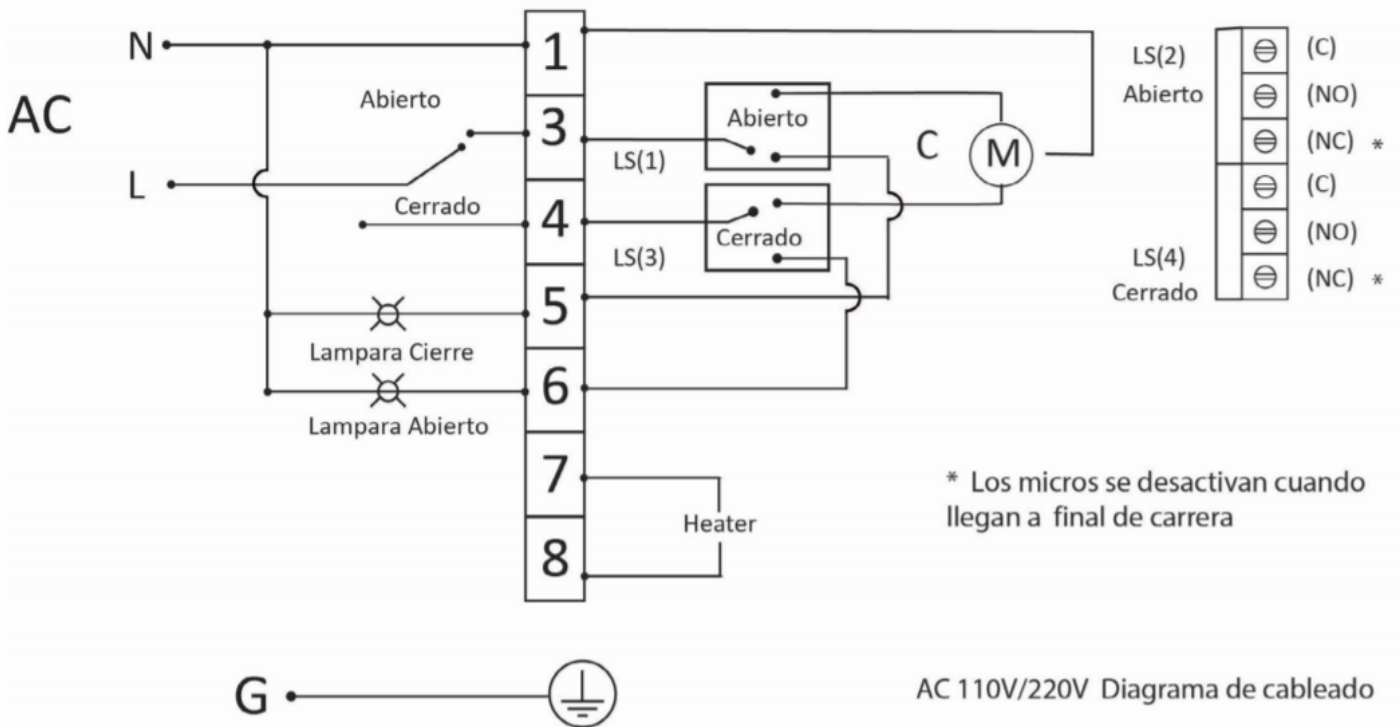 N
AC
L
Abierto
Cerrado
1
3
4
5
6
7
8
Lampara Cierre
Lampara Abierto
Abierto
LS(1)
Cerrado
LS(3)
C
M
Heater
LS(2)
Abierto
(C)
(NO)
(NC) *
(C)
(NO)
(NC) *
LS(4)
Cerrado
* Los micros se desactivan cuando
llegan a final de carrera
G
AC 110V/220V Diagrama de cableado